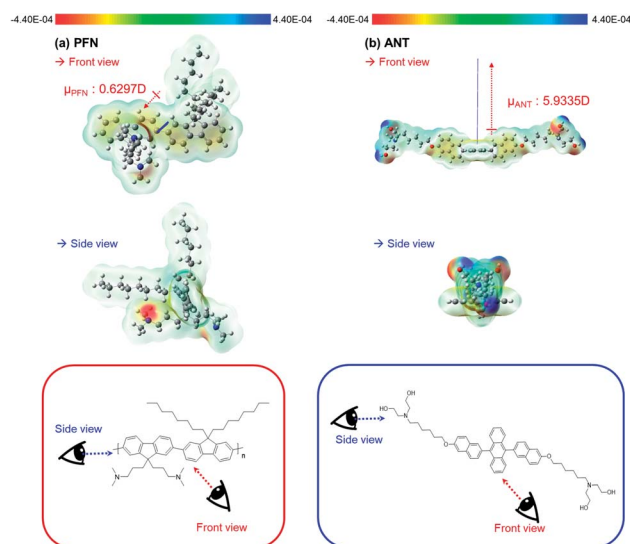 -4.40E-04 4.40E-04 -4.40E-04 4.40E-04
(a) PFN
→ Front view
μPFN : 0.6297D
→ Side view
(b) ANT
→ Front view
μANT : 5.9335D
→ Side view
Side view
n
N
N
Front view
Side view
OH
HO
N
O
O
N
OH
HO
Front view